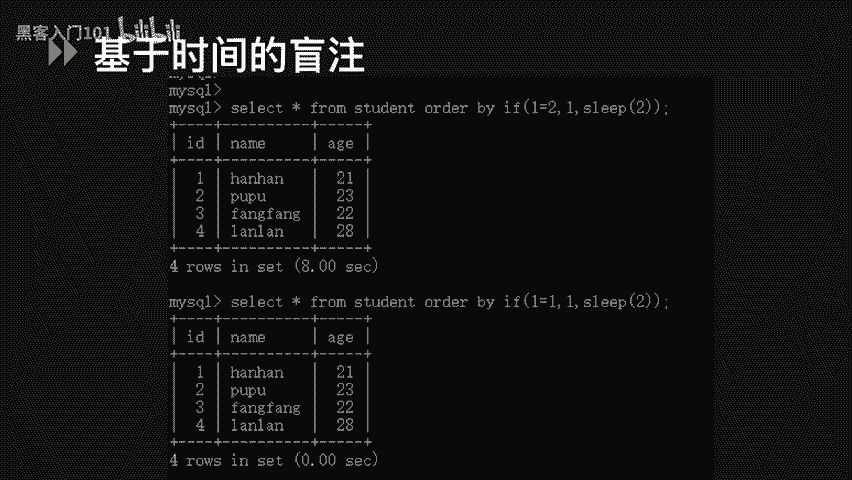 黑客入门101 bilibili
基于时间的盲注
mysql>
mysql> select * from student order by if(1=2,1,sleep(2));
+----+----------+-----+
| id | name     | age |
+----+----------+-----+
|  1 | hanhan   |  21 |
|  2 | pupu     |  23 |
|  3 | fangfang |  22 |
|  4 | lanlan   |  28 |
+----+----------+-----+
4 rows in set (8.00 sec)
mysql> select * from student order by if(1=1,1,sleep(2));
+----+----------+-----+
| id | name     | age |
+----+----------+-----+
|  1 | hanhan   |  21 |
|  2 | pupu     |  23 |
|  3 | fangfang |  22 |
|  4 | lanlan   |  28 |
+----+----------+-----+
4 rows in set (0.00 sec)